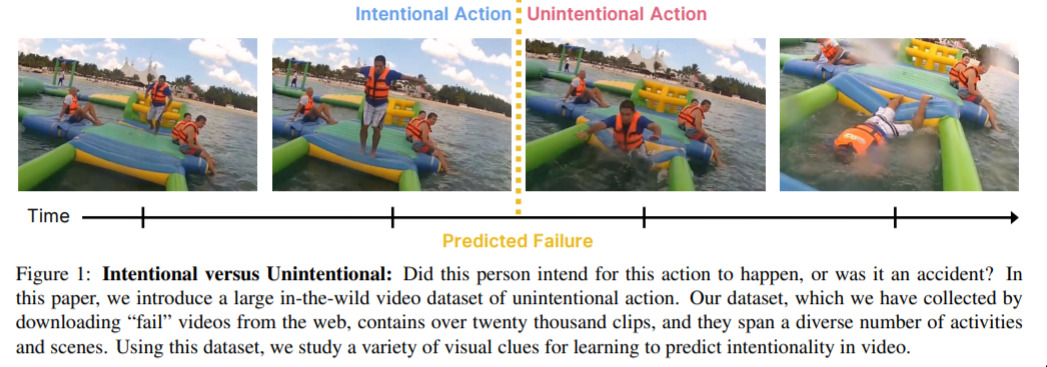 Intentional Action Unintentional Action
Time
Predicted Failure
Figure 1: Intentional versus Unintentional: Did this person intend for this action to happen, or was it an accident? In
this paper, we introduce a large in-the-wild video dataset of unintentional action. Our dataset, which we have collected by
downloading “fail” videos from the web, contains over twenty thousand clips, and they span a diverse number of activities
and scenes. Using this dataset, we study a variety of visual clues for learning to predict intentionality in video.